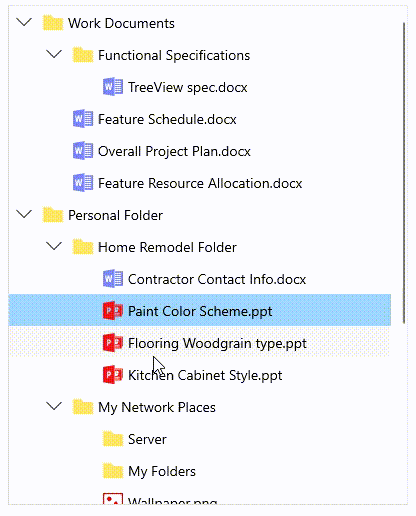 Work Documents
Functional Specifications
TreeView spec.docx
Feature Schedule.docx
Overall Project Plan.docx
Feature Resource Allocation.docx
Personal Folder
Home Remodel Folder
Contractor Contact Info.docx
Paint Color Scheme.ppt
Flooring Woodgrain type.ppt
Kitchen Cabinet Style.ppt
My Network Places
Server
My Folders
Wallpaper.png